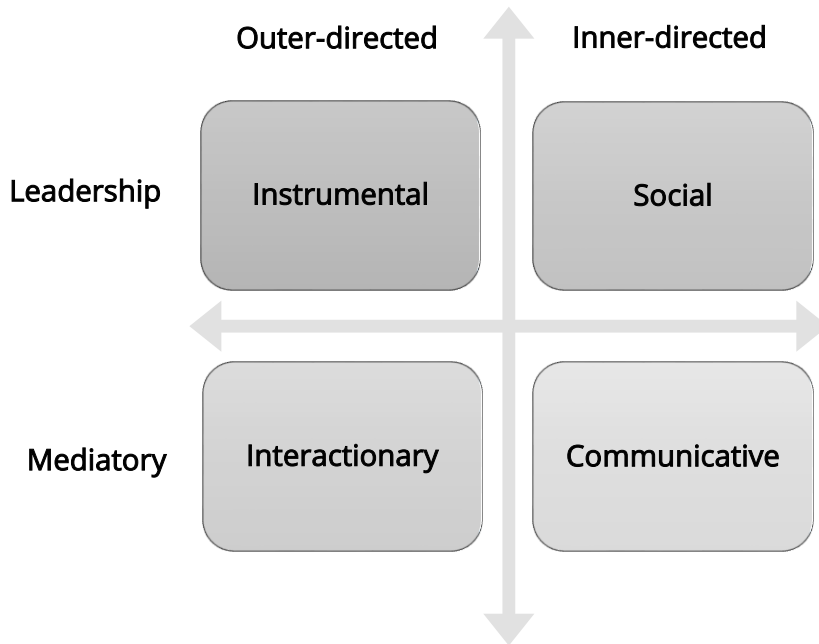 Outer-directed
Inner-directed
Leadership
Instrumental
Social
Mediatory
Interactionary
Communicative